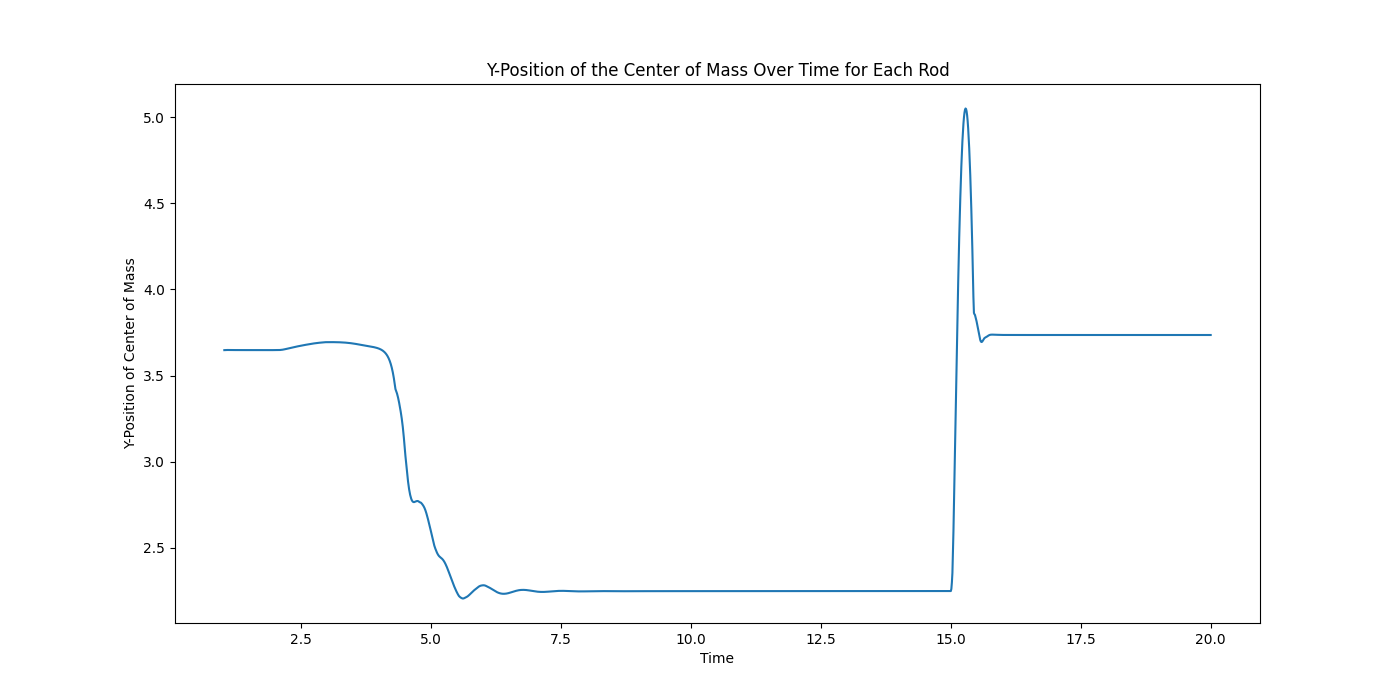 Y-Position of the Center of Mass Over Time for Each Rod
Y-Position of Center of Mass
5.0
4.5
4.0
3.5
3.0
2.5
2.5 5.0 7.5 10.0 12.5 15.0 17.5 20.0
Time